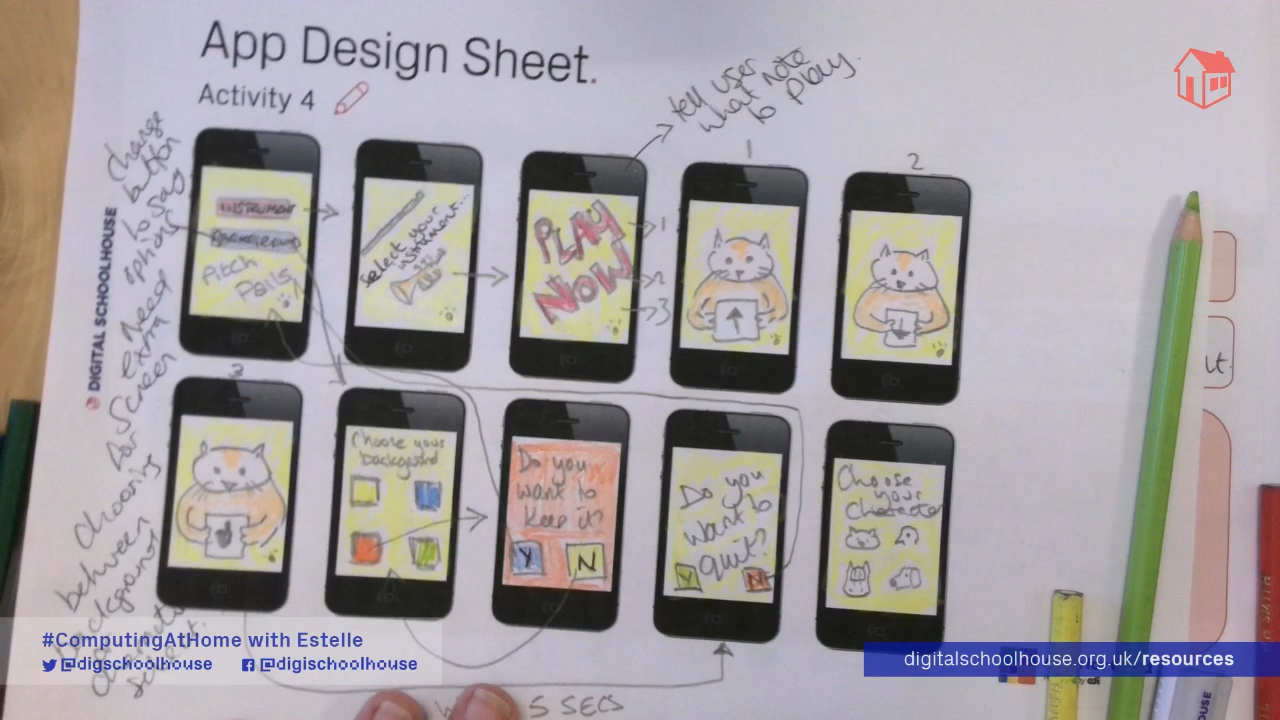 App Design Sheet.
Activity 4
tell user
what note
to play.
change
button
to say
options
need
extra
screen
for
choosing
between
background
DIGITAL SCHOOLHOUSE
INSTRUMENT
BACKGROUND
Pitch
Palls
Select your
instrument...
PLAY
NOW
1
2
3
1
2
3
Choose your
background
Do you
want to
keep it?
Y
N
Do you
want to
quit?
Y
N
Choose
your
character
5 SECS
it.
#ComputingAtHome with Estelle
@digschoolhouse
@digischoolhouse
digitalschoolhouse.org.uk/resources